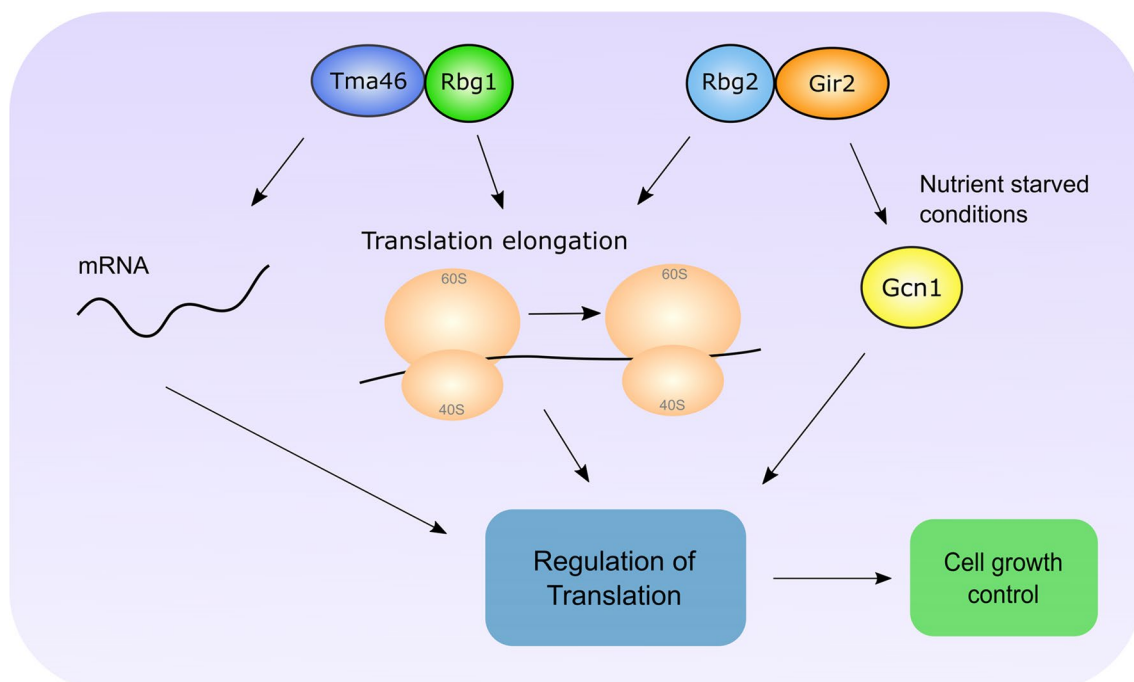 Tma46
Rbg1
Rbg2
Gir2
Nutrient starved
conditions
Translation elongation
mRNA
60S
60S
Gcn1
40S
40S
Regulation of
Translation
Cell growth
control